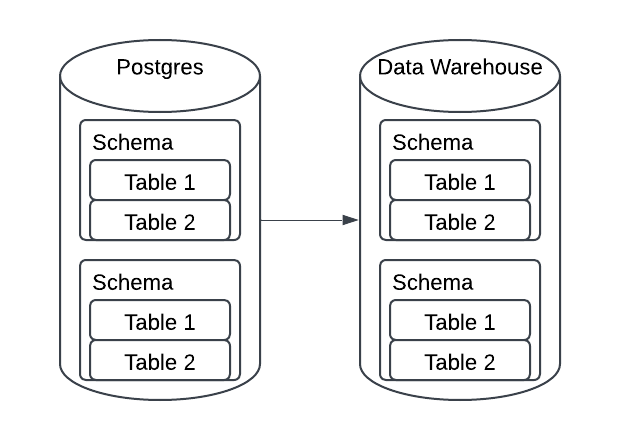 Postgres
Schema
Table 1
Table 2
Schema
Table 1
Table 2
Data Warehouse
Schema
Table 1
Table 2
Schema
Table 1
Table 2